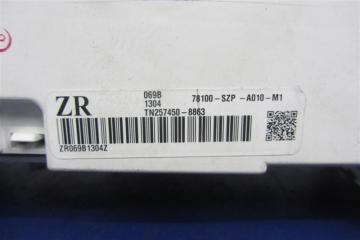 ZR 069B 78100-SZP -A010-M1
1304
TN257450-8863
ZR069B1304Z